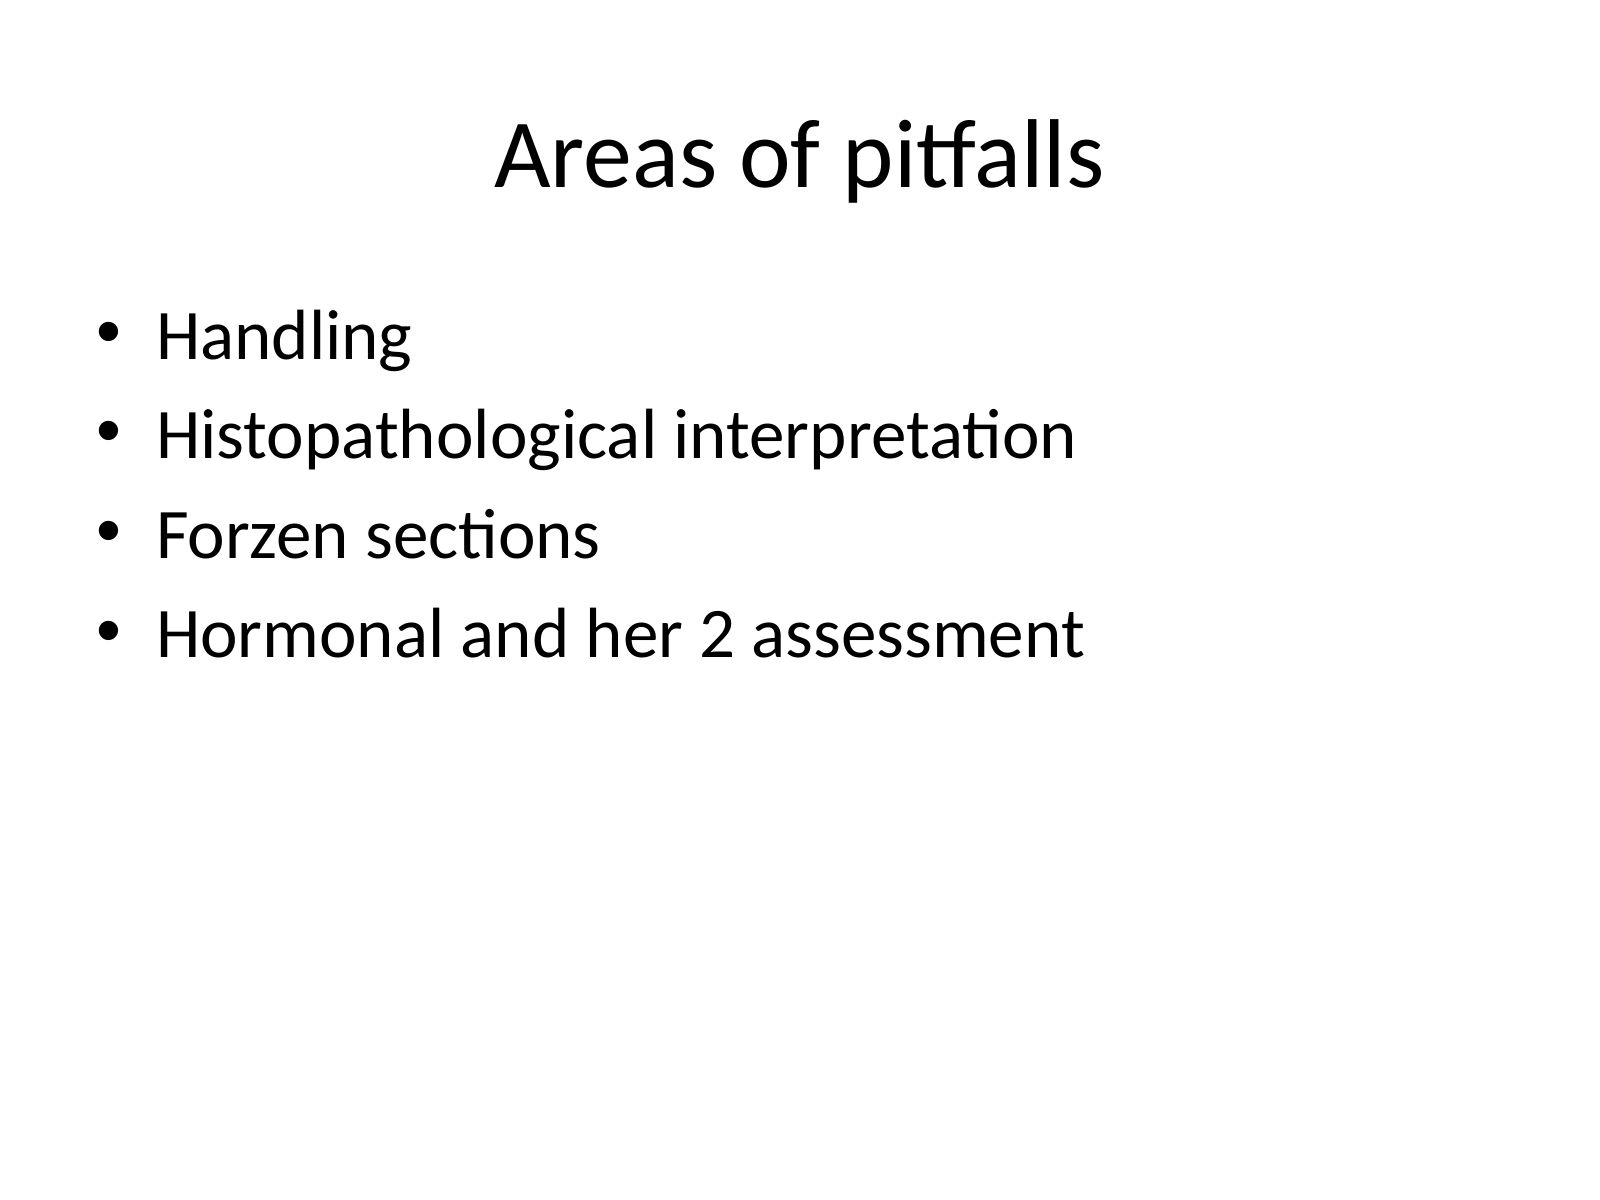 Areas of pitfalls
• Handling
• Histopathological interpretation
• Forzen sections
• Hormonal and her 2 assessment